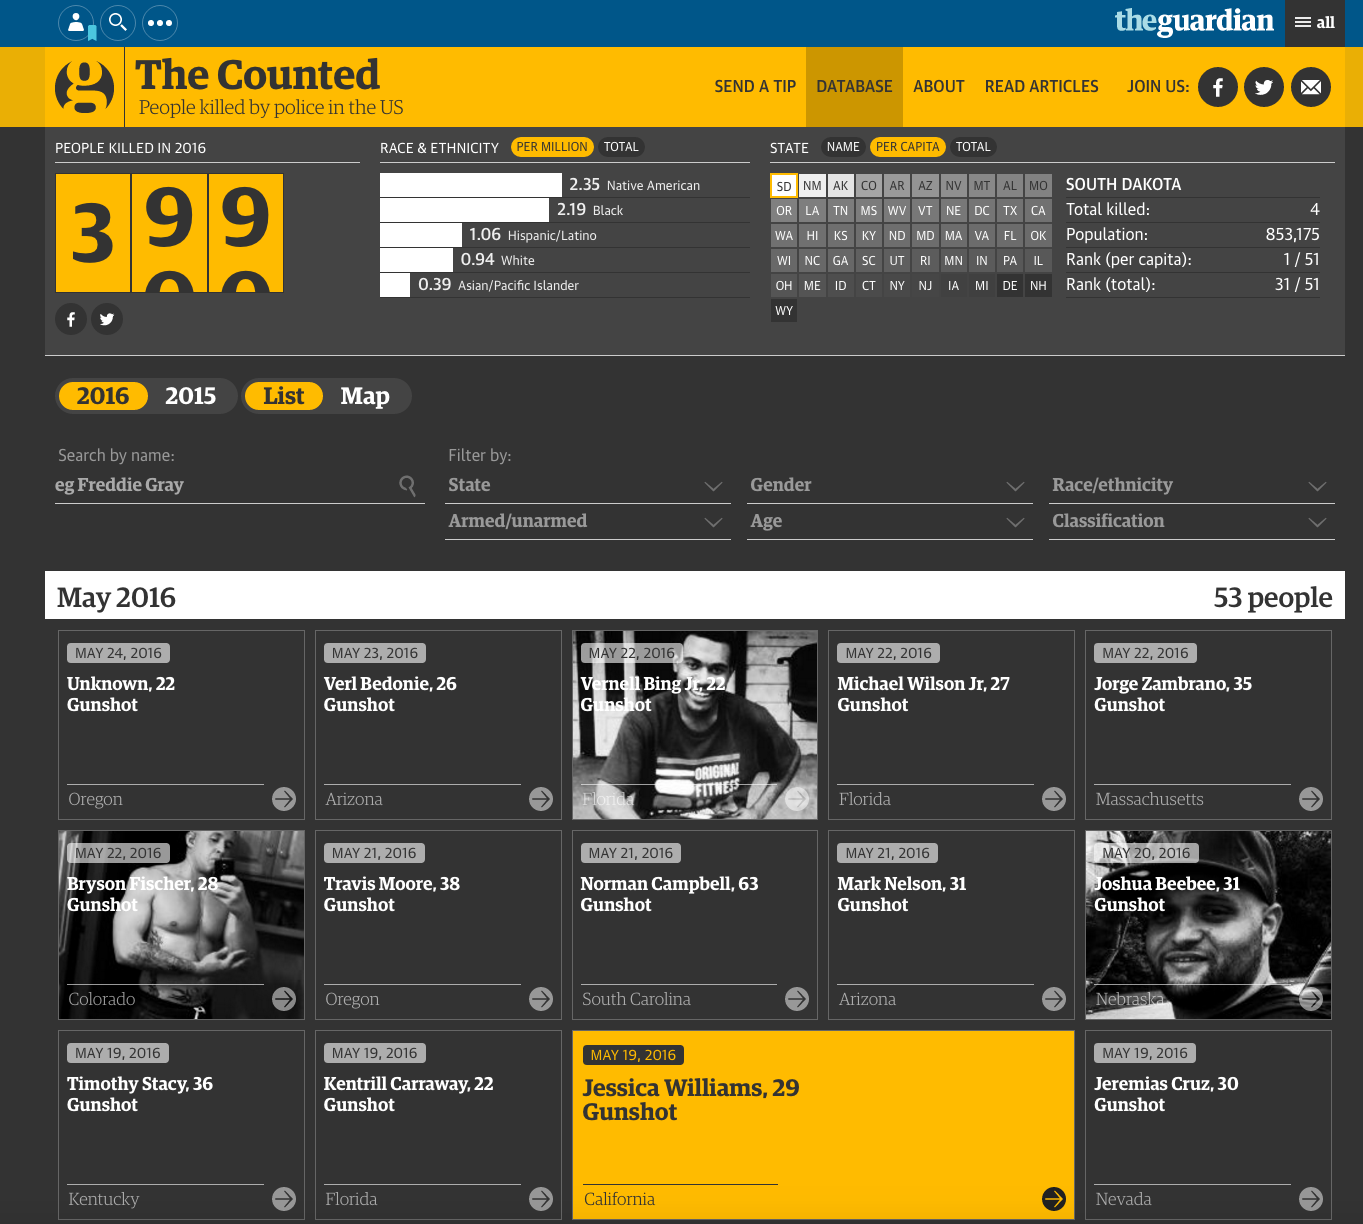 theguardian
all
The Counted
People killed by police in the US
SEND A TIP
DATABASE
ABOUT
READ ARTICLES
JOIN US:
PEOPLE KILLED IN 2016
3 9 9
RACE & ETHNICITY
PER MILLION
TOTAL
2.35 Native American
2.19 Black
1.06 Hispanic/Latino
0.94 White
0.39 Asian/Pacific Islander
STATE
NAME
PER CAPITA
TOTAL
SD NM AK CO AR AZ NV MT AL MO
OR LA TN MS WV VT NE DC TX CA
WA HI KS KY ND MD MA VA FL OK
WI NC GA SC UT RI MN IN PA IL
OH ME ID CT NY NJ IA MI DE NH
WY
SOUTH DAKOTA
Total killed: 4
Population: 853,175
Rank (per capita): 1 / 51
Rank (total): 31 / 51
2016 2015 List Map
Search by name:
eg Freddie Gray
Filter by:
State
Gender
Race/ethnicity
Armed/unarmed
Age
Classification
May 2016
53 people
MAY 24, 2016
Unknown, 22
Gunshot
Oregon
MAY 23, 2016
Verl Bedonie, 26
Gunshot
Arizona
MAY 22, 2016
Vernell Bing Jr, 22
Gunshot
ORIGINAL
FITNESS
Florida
MAY 22, 2016
Michael Wilson Jr, 27
Gunshot
Florida
MAY 22, 2016
Jorge Zambrano, 35
Gunshot
Massachusetts
MAY 22, 2016
Bryson Fischer, 28
Gunshot
Colorado
MAY 21, 2016
Travis Moore, 38
Gunshot
Oregon
MAY 21, 2016
Norman Campbell, 63
Gunshot
South Carolina
MAY 21, 2016
Mark Nelson, 31
Gunshot
Arizona
MAY 20, 2016
Joshua Beebee, 31
Gunshot
Nebraska
MAY 19, 2016
Timothy Stacy, 36
Gunshot
Kentucky
MAY 19, 2016
Kentrill Carraway, 22
Gunshot
Florida
MAY 19, 2016
Jessica Williams, 29
Gunshot
California
MAY 19, 2016
Jeremias Cruz, 30
Gunshot
Nevada